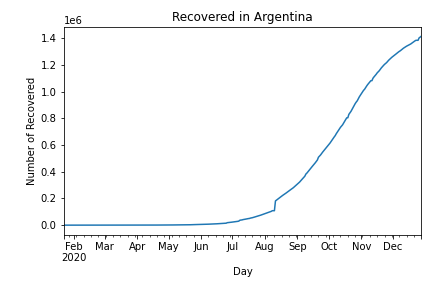 Recovered in Argentina
1e6
1.4
1.2
1.0
0.8
0.6
0.4
0.2
0.0
Number of Recovered
Feb Mar Apr May Jun Jul Aug Sep Oct Nov Dec
2020
Day